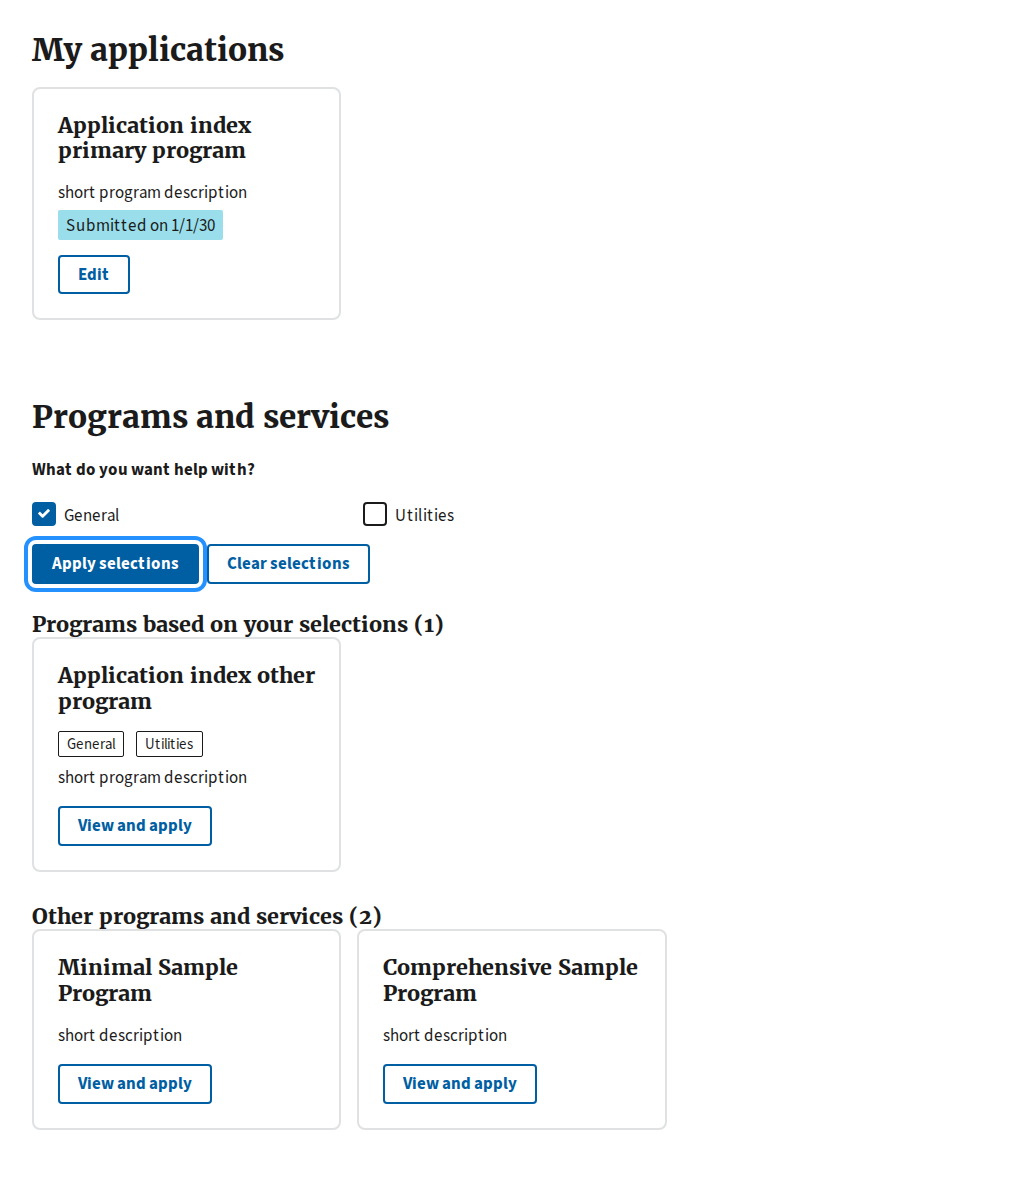 My applications
Application index
primary program
short program description
Submitted on 1/1/30
Edit
Programs and services
What do you want help with?
General
Utilities
Apply selections
Clear selections
Programs based on your selections (1)
Application index other
program
General
Utilities
short program description
View and apply
Other programs and services (2)
Minimal Sample
Program
short description
View and apply
Comprehensive Sample
Program
short description
View and apply